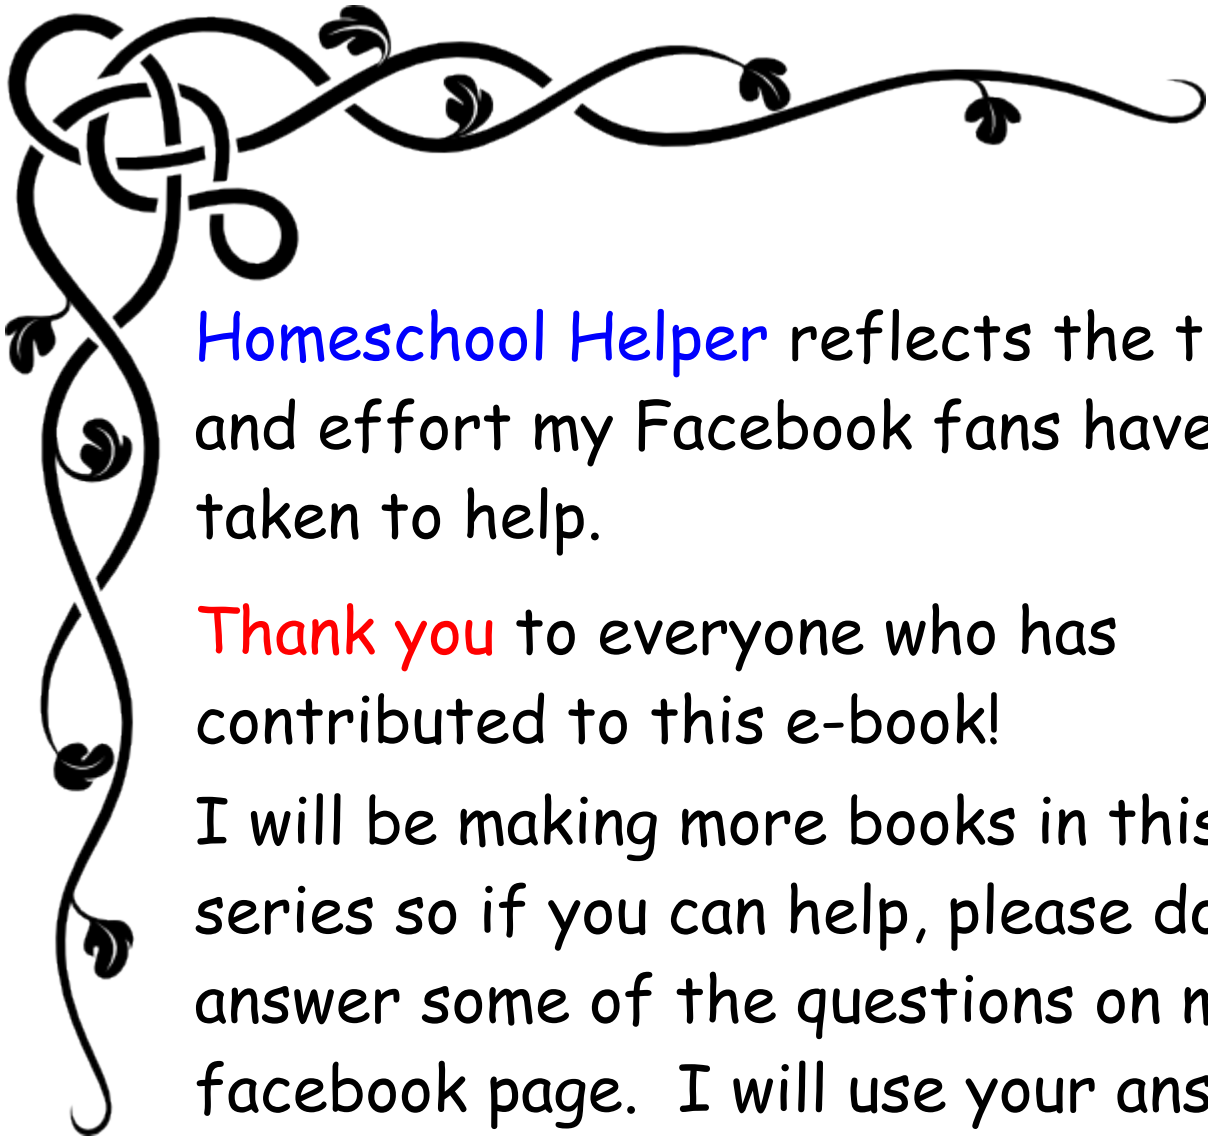 Homeschool Helper reflects the t
and effort my Facebook fans have
taken to help.
Thank you to everyone who has
contributed to this e-book!
I will be making more books in this
series so if you can help, please do
answer some of the questions on m
facebook page.  I will use your ans